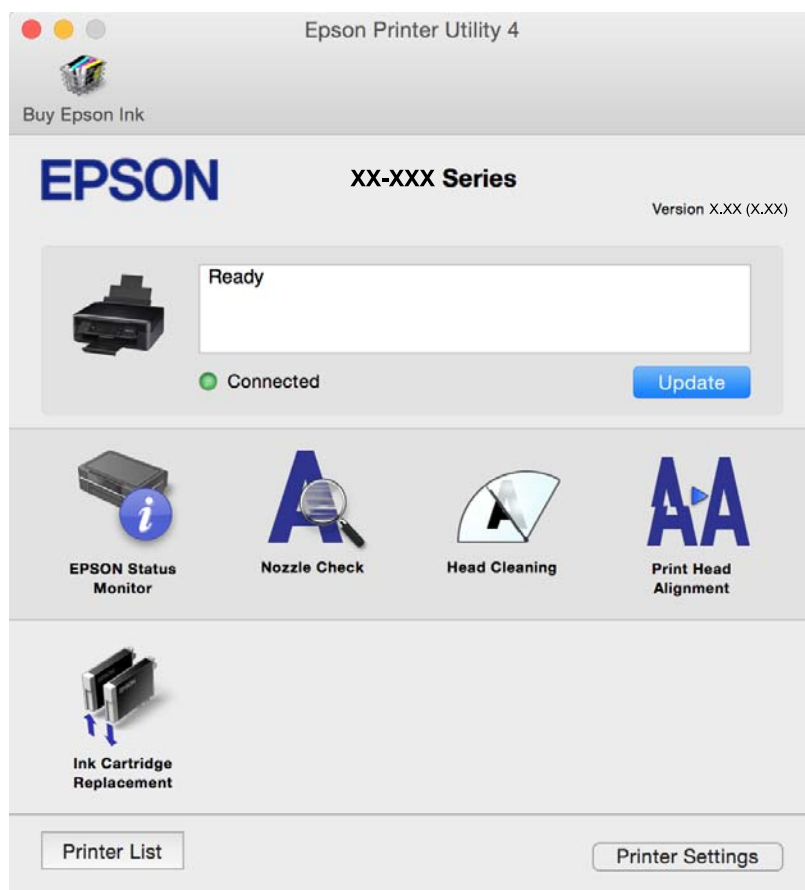 Epson Printer Utility 4
Buy Epson Ink
EPSON
XX-XXX Series
Version X.XX (X.XX)
Ready
Connected
Update
EPSON Status
Monitor
Nozzle Check
Head Cleaning
Print Head
Alignment
Ink Cartridge
Replacement
Printer List
Printer Settings